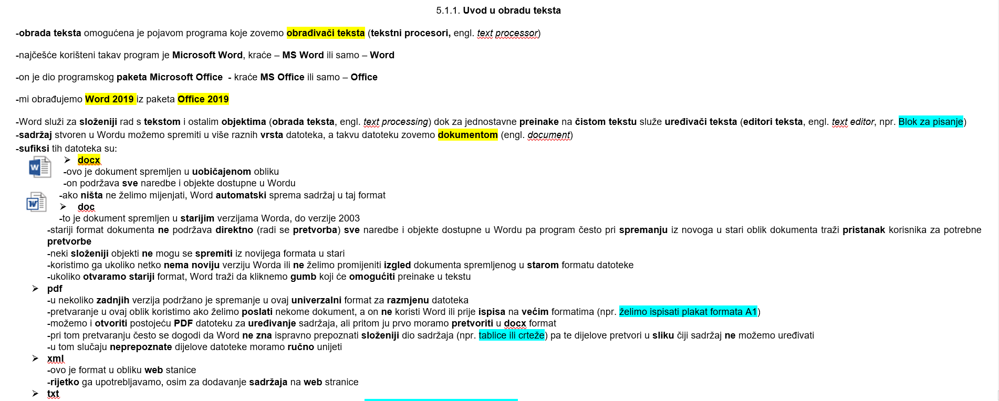 5.1.1. Uvod u obradu teksta
-obrada teksta omogućena je pojavom programa koje zovemo obrađivači teksta (tekstni procesori, engl. text processor)
-najčešće korišteni takav program je Microsoft Word, kraće – MS Word ili samo – Word
-on je dio programskog paketa Microsoft Office - kraće MS Office ili samo – Office
-mi obrađujemo Word 2019 iz paketa Office 2019
-Word služi za složeniji rad s tekstom i ostalim objektima (obrada teksta, engl. text processing) dok za jednostavne preinake na čistom tekstu služe uređivači teksta (editori teksta, engl. text editor, npr. Blok za pisanje)
-sadržaj stvoren u Wordu možemo spremiti u više raznih vrsta datoteka, a takvu datoteku zovemo dokumentom (engl. document)
-sufiksi tih datoteka su:
➢ docx
-ovo je dokument spremljen u uobičajenom obliku
-on podržava sve naredbe i objekte dostupne u Wordu
-ako ništa ne želimo mijenjati, Word automatski sprema sadržaj u taj format
➢ doc
-to je dokument spremljen u starijim verzijama Worda, do verzije 2003
-stariji format dokumenta ne podržava direktno (radi se pretvorba) sve naredbe i objekte dostupne u Wordu pa program često pri spremanju iz novoga u stari oblik dokumenta traži pristanak korisnika za potrebne
pretvorbe
-neki složeniji objekti ne mogu se spremiti iz novijega formata u stari
-koristimo ga ukoliko netko nema noviju verziju Worda ili ne želimo promijeniti izgled dokumenta spremljenog u starom formatu datoteke
-ukoliko otvaramo stariji format, Word traži da kliknemo gumb koji će omogućiti preinake u tekstu
➢ pdf
-u nekoliko zadnjih verzija podržano je spremanje u ovaj univerzalni format za razmjenu datoteka
-pretvaranje u ovaj oblik koristimo ako želimo poslati nekome dokument, a on ne koristi Word ili prije ispisa na većim formatima (npr. želimo ispisati plakat formata A1)
-možemo i otvoriti postojeću PDF datoteku za uređivanje sadržaja, ali pritom ju prvo moramo pretvoriti u docx format
-pri tom pretvaranju često se dogodi da Word ne zna ispravno prepoznati složeniji dio sadržaja (npr. tablice ili crteže) pa te dijelove pretvori u sliku čiji sadržaj ne možemo uređivati
-u tom slučaju neprepoznate dijelove datoteke moramo ručno unijeti
➢ xml
-ovo je format u obliku web stanice
-rijetko ga upotrebljavamo, osim za dodavanje sadržaja na web stranice
➢ txt